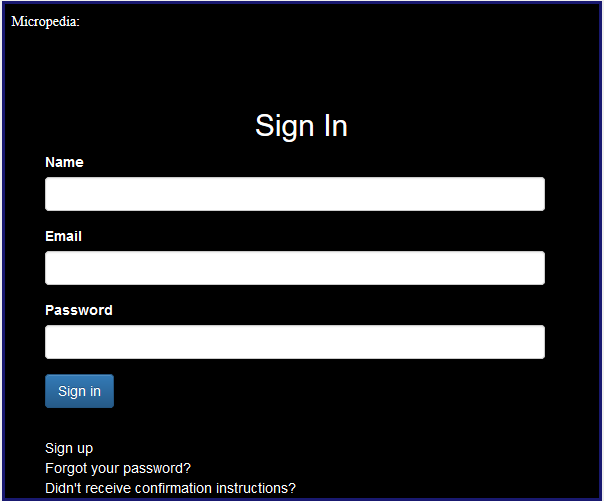 Micropedia:
Sign In
Name
Email
Password
Sign in
Sign up
Forgot your password?
Didn't receive confirmation instructions?